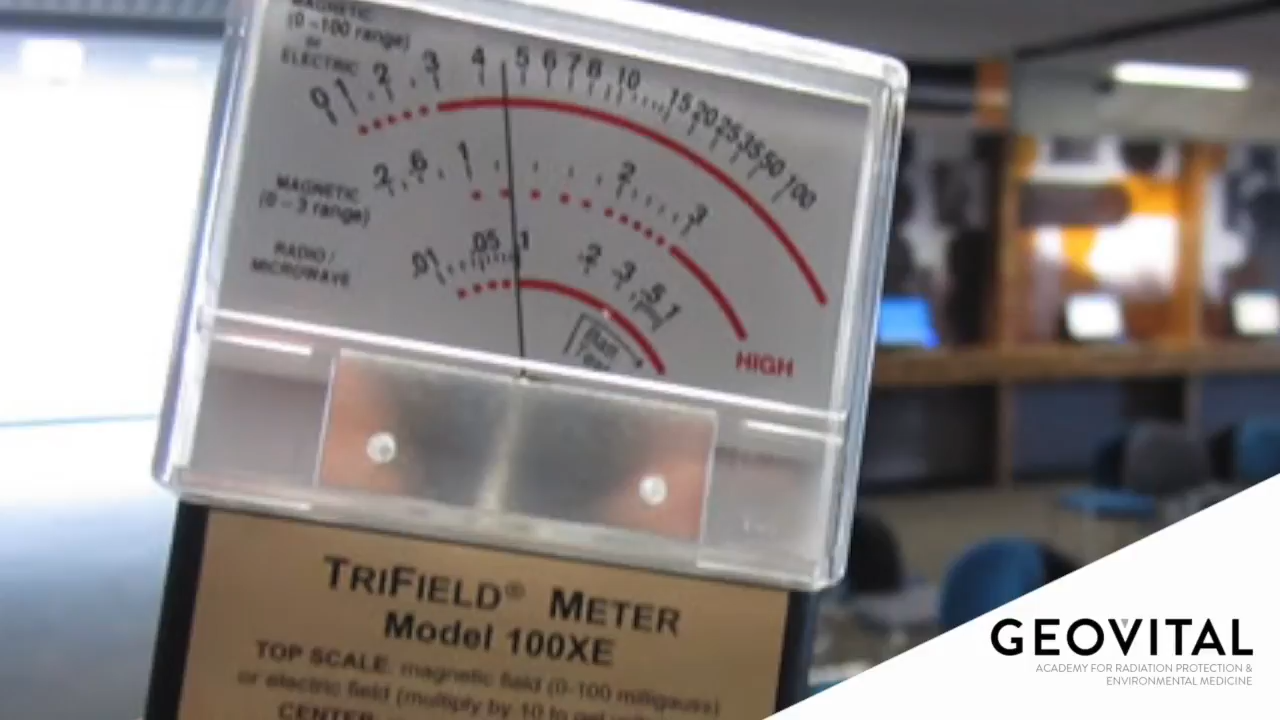 MAGNETIC
(0-100 range)
or
ELECTRIC
0 1 2 3 4 5 6 7 8 10 15 20 25 35 50 100
MAGNETIC
(0-3 range)
.2 .6 1 2 3
RADIO/
MICROWAVE
.01 .05 .1 .2 .3 .5 1
HIGH
TRIFIELD® METER
Model 100XE
TOP SCALE: magnetic field (0-100 milligauss)
or electric field (multiply by 10 to get
CENTER
GEOVITAL
ACADEMY FOR RADIATION PROTECTION &
ENVIRONMENTAL MEDICINE